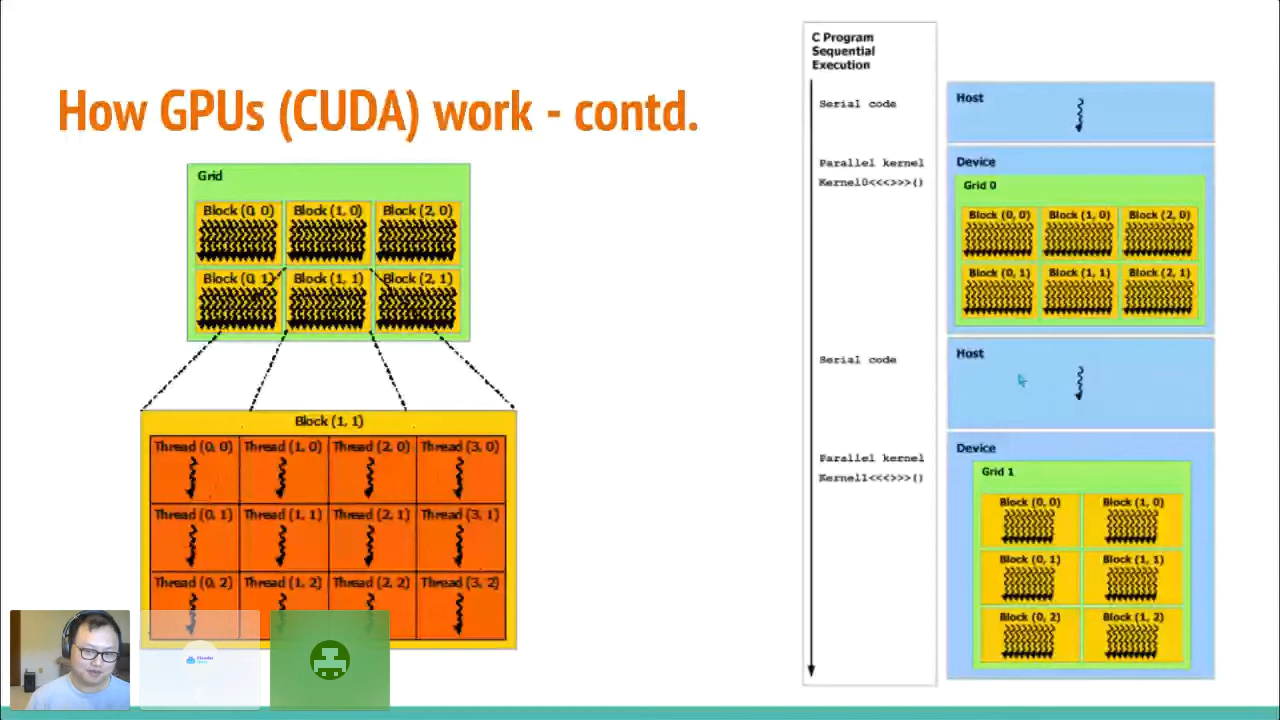 How GPUs (CUDA) work - contd.
Grid
Block (0, 0) Block (1, 0) Block (2, 0)
Block (0, 1) Block (1, 1) Block (2, 1)
Block (1, 1)
Thread (0, 0) Thread (1, 0) Thread (2, 0) Thread (3, 0)
Thread (0, 1) Thread (1, 1) Thread (2, 1) Thread (3, 1)
Thread (0, 2) Thread (1, 2) Thread (2, 2) Thread (3, 2)
C Program
Sequential
Execution
Serial code
Host
Parallel kernel
Kernel0<<<>>>()
Device
Grid 0
Block (0, 0) Block (1, 0) Block (2, 0)
Block (0, 1) Block (1, 1) Block (2, 1)
Serial code
Host
Parallel kernel
Kernel1<<<>>>()
Device
Grid 1
Block (0, 0) Block (1, 0)
Block (0, 1) Block (1, 1)
Block (0, 2) Block (1, 2)